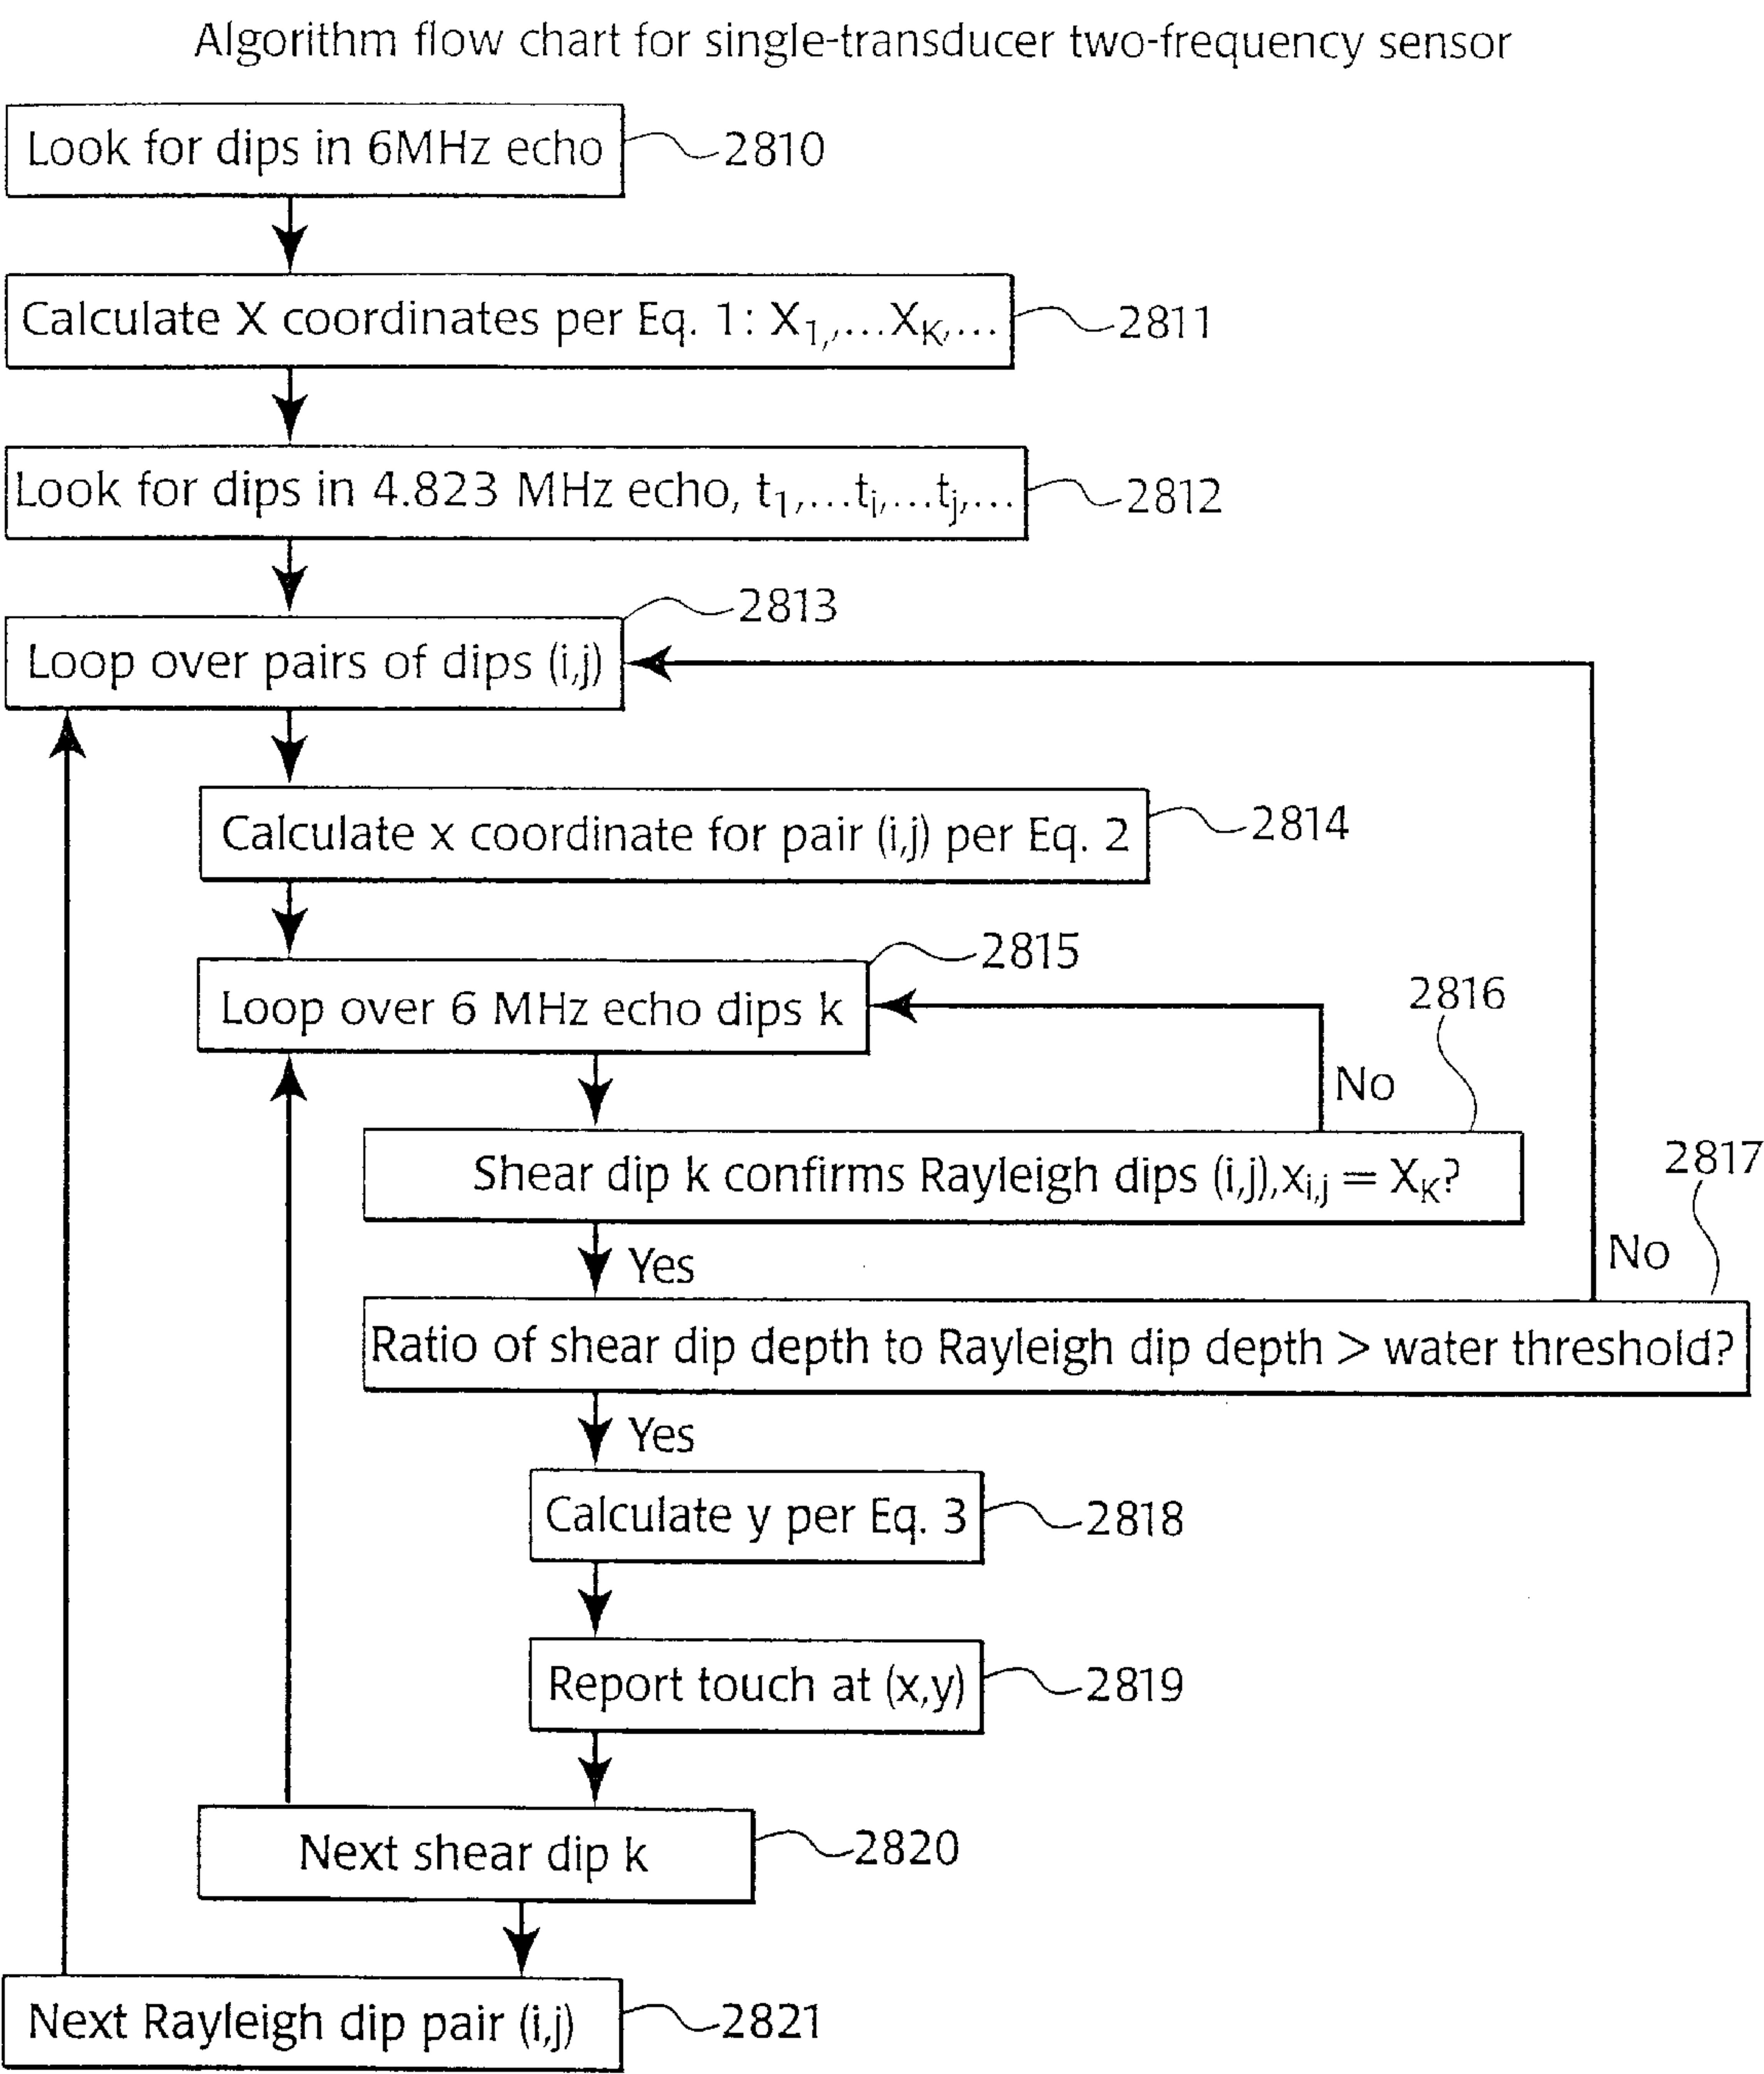 Algorithm flow chart for single-transducer two-frequency sensor
Look for dips in 6MHz echo
2810
Calculate X coordinates per Eq. 1: X1,,...XK,...
2811
Look for dips in 4.823 MHz echo, t1,...ti,...tj,...
2812
2813
Loop over pairs of dips (i,j)
Calculate x coordinate for pair (i,j) per Eq. 2
2814
2815
Loop over 6 MHz echo dips k
2816
No
Shear dip k confirms Rayleigh dips (i,j),xi,j = XK?
2817
Yes
No
Ratio of shear dip depth to Rayleigh dip depth > water threshold?
Yes
Calculate y per Eq. 3
2818
Report touch at (x,y)
2819
Next shear dip k
2820
Next Rayleigh dip pair (i,j)
2821